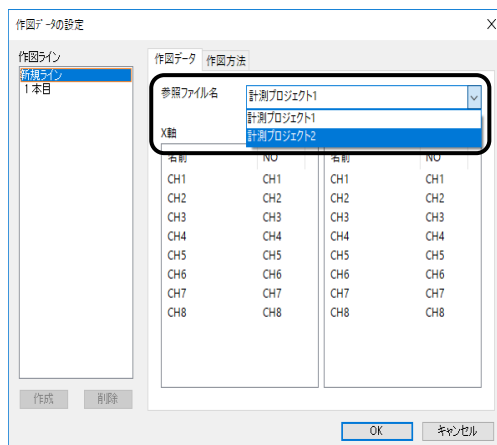 作図データの設定
X
作図ライン
新規ライン
1本目
作図データ 作図方法
参照ファイル名 計測プロジェクト1
計測プロジェクト1
計測プロジェクト2
X軸
名前 NO 名前 NO
CH1 CH1 CH1 CH1
CH2 CH2 CH2 CH2
CH3 CH3 CH3 CH3
CH4 CH4 CH4 CH4
CH5 CH5 CH5 CH5
CH6 CH6 CH6 CH6
CH7 CH7 CH7 CH7
CH8 CH8 CH8 CH8
作成 削除
OK キャンセル